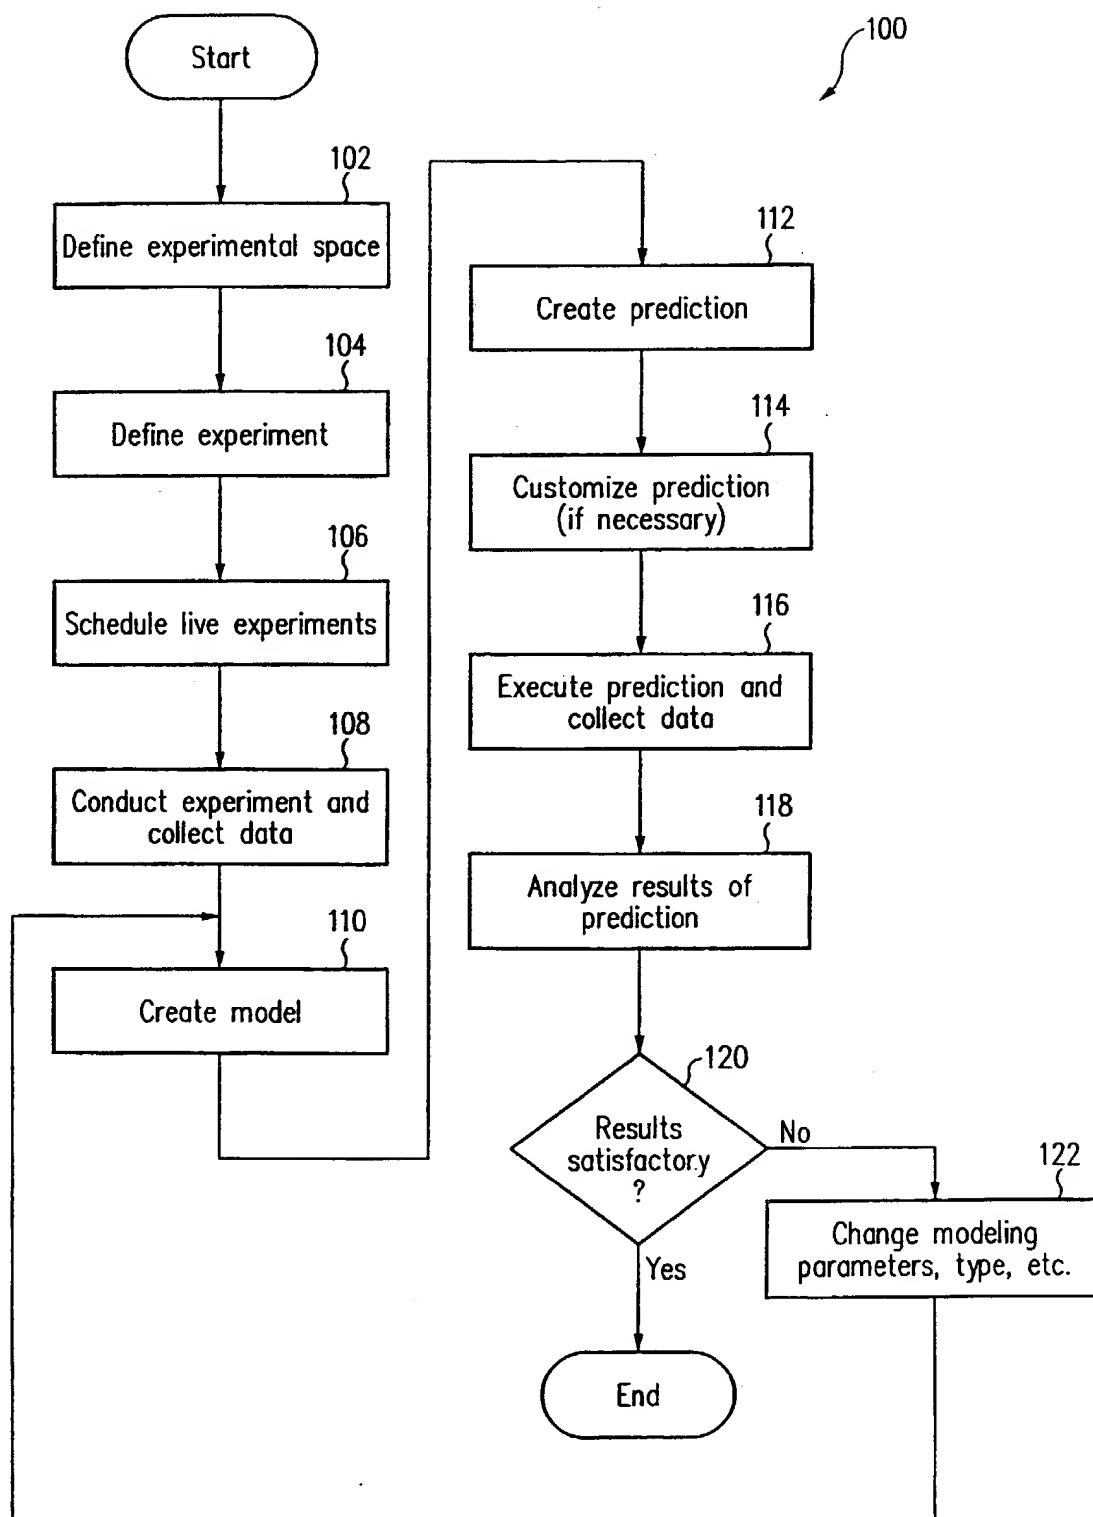 Start
100
102
Define experimental space
104
Define experiment
106
Schedule live experiments
108
Conduct experiment and
collect data
110
Create model
112
Create prediction
114
Customize prediction
(if necessary)
116
Execute prediction and
collect data
118
Analyze results of
prediction
120
Results
satisfactory
?
No
Yes
122
Change modeling
parameters, type, etc.
End